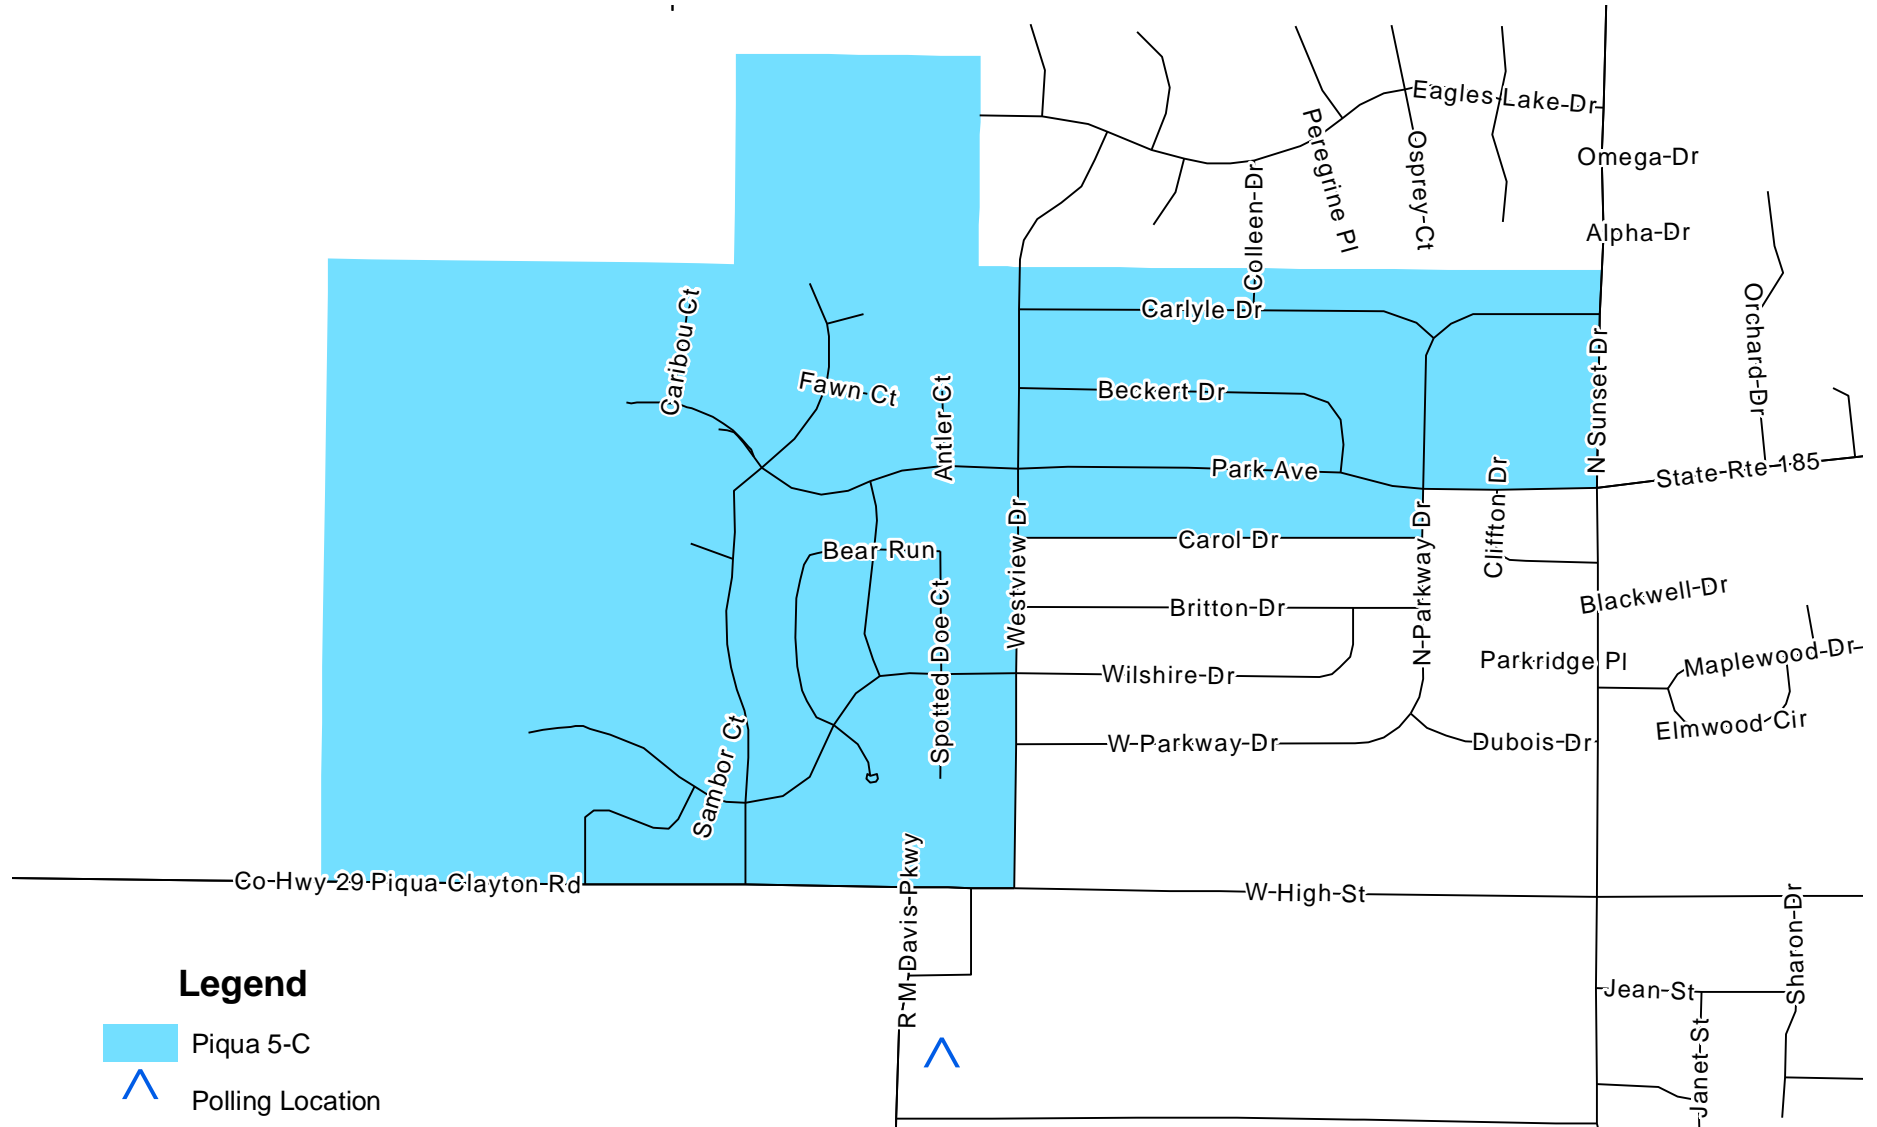 Eagles Lake Dr
Peregrine Pl
Osprey Ct
Omega Dr
Colleen Dr
Alpha Dr
Caribou Ct
Carlyle Dr
Orchard Dr
Fawn Ct
Antler Ct
Beckert Dr
N Sunset Dr
Park Ave
Cliffton Dr
State Rte 185
Westview Dr
N Parkway Dr
Bear Run
Carol Dr
Spotted Doe Ct
Britton Dr
Blackwell Dr
Wilshire Dr
Parkridge Pl
Maplewood Dr
Sambor Ct
W Parkway Dr
Dubois Dr
Elmwood Cir
Co Hwy 29 Piqua Clayton Rd
R M Davis Pkwy
W High St
Sharon Dr
Jean St
Janet St
Legend
Piqua 5-C
Polling Location